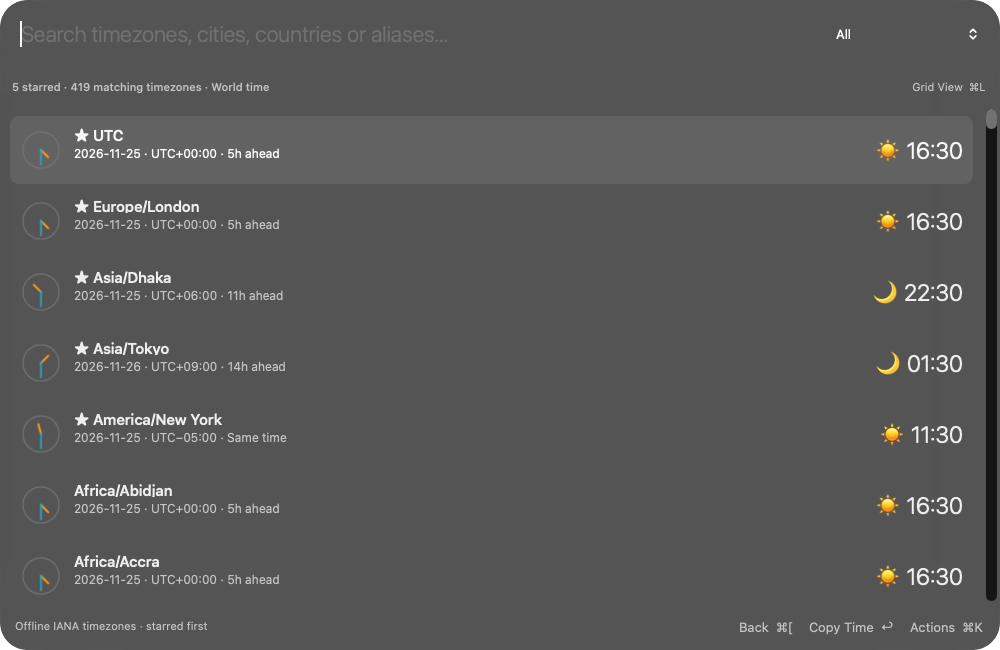 Search timezones, cities, countries or aliases...
All
5 starred · 419 matching timezones · World time
Grid View ⌘L
★ UTC
2026-11-25 · UTC+00:00 · 5h ahead
16:30
★ Europe/London
2026-11-25 · UTC+00:00 · 5h ahead
16:30
★ Asia/Dhaka
2026-11-25 · UTC+06:00 · 11h ahead
22:30
★ Asia/Tokyo
2026-11-26 · UTC+09:00 · 14h ahead
01:30
★ America/New York
2026-11-25 · UTC−05:00 · Same time
11:30
Africa/Abidjan
2026-11-25 · UTC+00:00 · 5h ahead
16:30
Africa/Accra
2026-11-25 · UTC+00:00 · 5h ahead
16:30
Offline IANA timezones · starred first
Back ⌘[ Copy Time ↩ Actions ⌘K